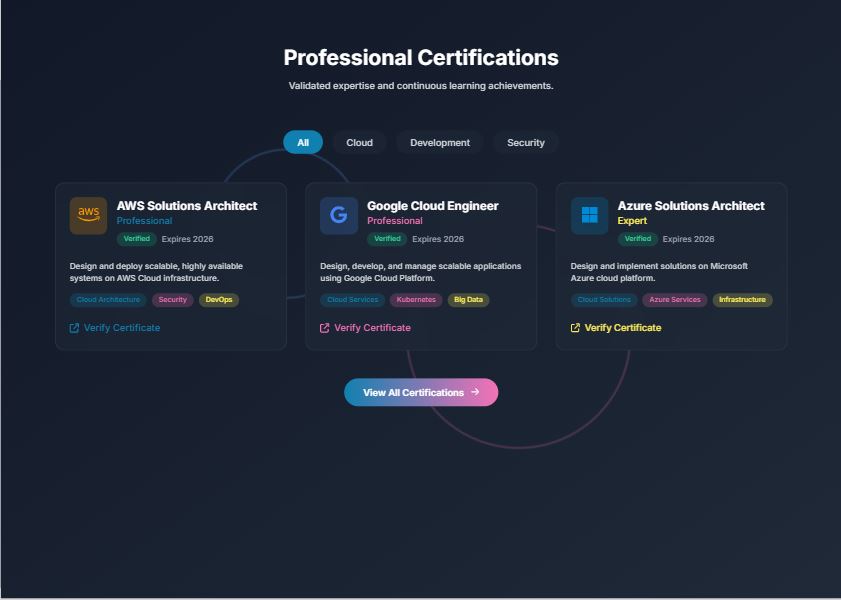 Professional Certifications
Validated expertise and continuous learning achievements.
All
Cloud
Development
Security
aws
AWS Solutions Architect
Professional
Verified
Expires 2026
Design and deploy scalable, highly available
systems on AWS Cloud infrastructure.
Cloud Architecture
Security
DevOps
Verify Certificate
G
Google Cloud Engineer
Professional
Verified
Expires 2026
Design, develop, and manage scalable applications
using Google Cloud Platform.
Cloud Services
Kubernetes
Big Data
Verify Certificate
Azure Solutions Architect
Expert
Verified
Expires 2026
Design and implement solutions on Microsoft
Azure cloud platform.
Cloud Solutions
Azure Services
Infrastructure
Verify Certificate
View All Certifications →